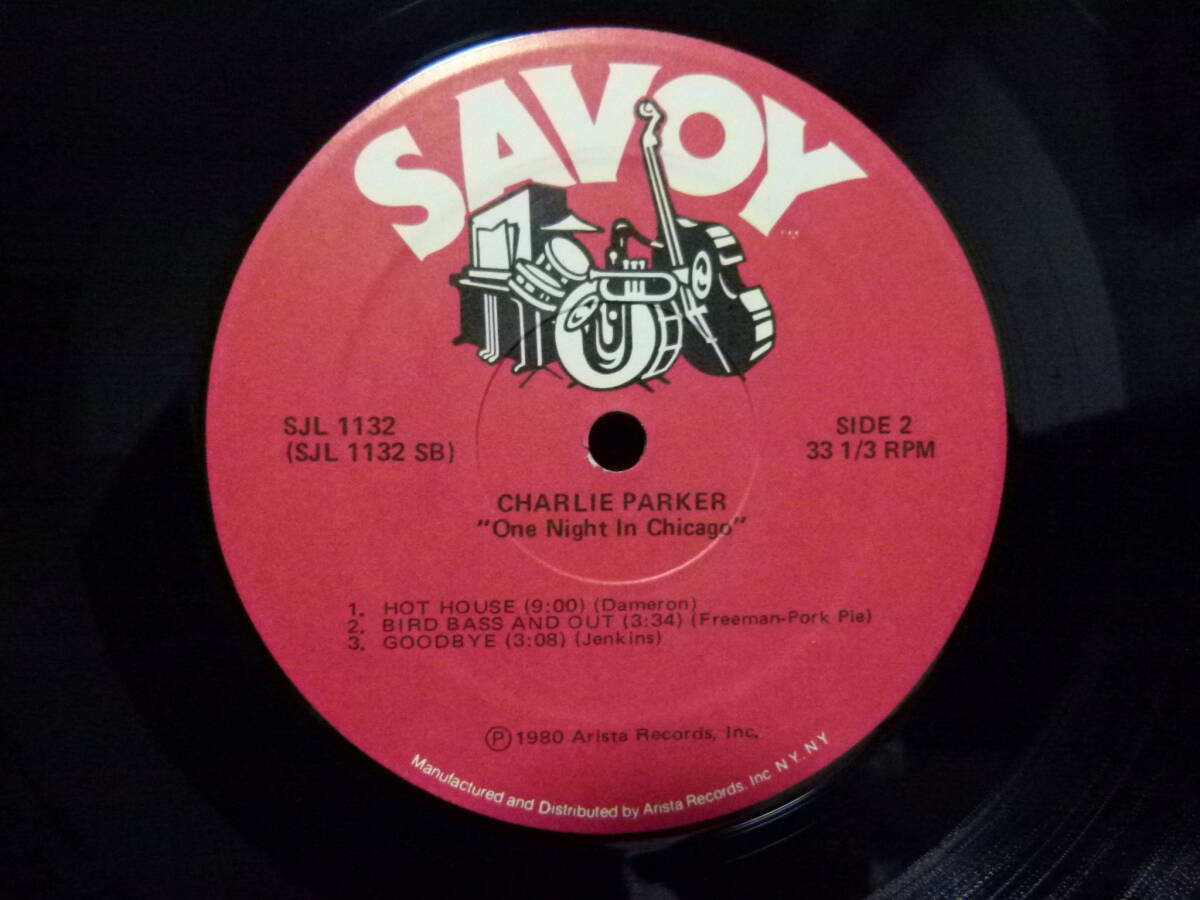 SAVOY
SJL 1132
(SJL 1132 SB)
SIDE 2
33 1/3 RPM
CHARLIE PARKER
"One Night In Chicago"
1. HOT HOUSE (9:00) (Dameron)
2. BIRD BASS AND OUT (3:34) (Freeman-Pork Pie)
3. GOODBYE (3:08) (Jenkins)
Ⓟ1980 Arista Records, Inc.
Manufactured and Distributed by Arista Records. Inc N Y. N Y